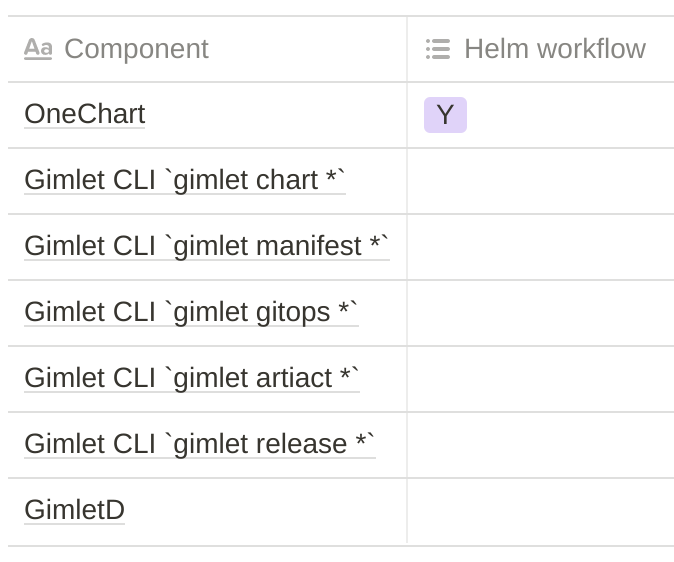 Aa Component Helm workflow
OneChart Y
Gimlet CLI `gimlet chart *`
Gimlet CLI `gimlet manifest *`
Gimlet CLI `gimlet gitops *`
Gimlet CLI `gimlet artiact *`
Gimlet CLI `gimlet release *`
GimletD